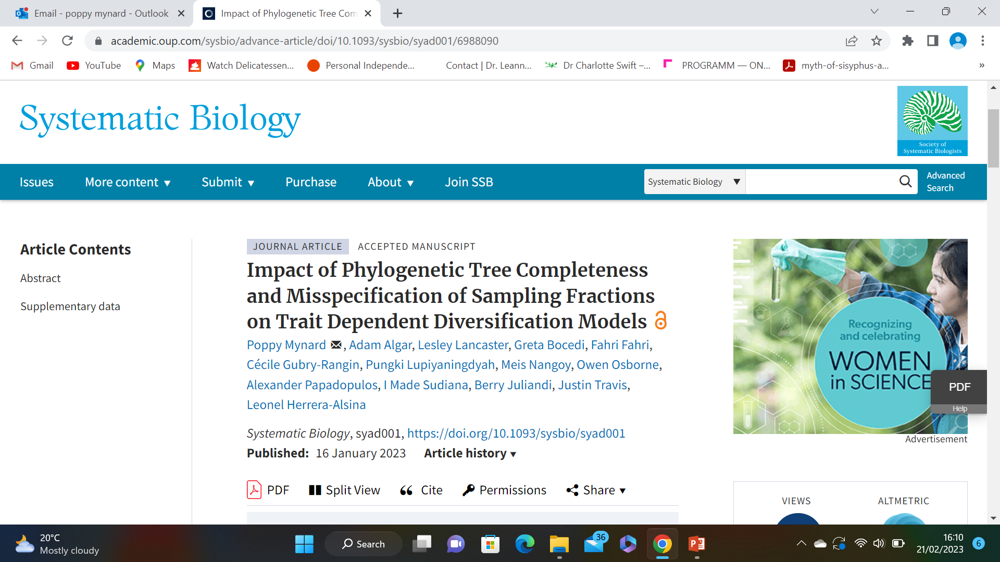 Email - poppy mynard - Outlook
Impact of Phylogenetic Tree Com
academic.oup.com/sysbio/advance-article/doi/10.1093/sysbio/syad001/6988090
Gmail
YouTube
Maps
Watch Delicatessen...
Personal Independe...
Contact | Dr. Leann...
Dr Charlotte Swift –...
PROGRAMM — ON...
myth-of-sisyphus-a...
»
Systematic Biology
Society of
Systematic Biologists
Issues
More content
Submit
Purchase
About
Join SSB
Systematic Biology
Advanced
Search
Article Contents
Abstract
Supplementary data
JOURNAL ARTICLE ACCEPTED MANUSCRIPT
Impact of Phylogenetic Tree Completeness
and Misspecification of Sampling Fractions
on Trait Dependent Diversification Models
Poppy Mynard, Adam Algar, Lesley Lancaster, Greta Bocedi, Fahri Fahri,
Cécile Gubry-Rangin, Pungki Lupiyaningdyah, Meis Nangoy, Owen Osborne,
Alexander Papadopulos, I Made Sudiana, Berry Juliandi, Justin Travis,
Leonel Herrera-Alsina
Systematic Biology, syad001, https://doi.org/10.1093/sysbio/syad001
Published: 16 January 2023 Article history
PDF
Split View
Cite
Permissions
Share
Recognizing
and celebrating
WOMEN
in SCIENCE
PDF
Help
Advertisement
VIEWS
ALTMETRIC
20°C
Mostly cloudy
Search
36
16:10
21/02/2023
6